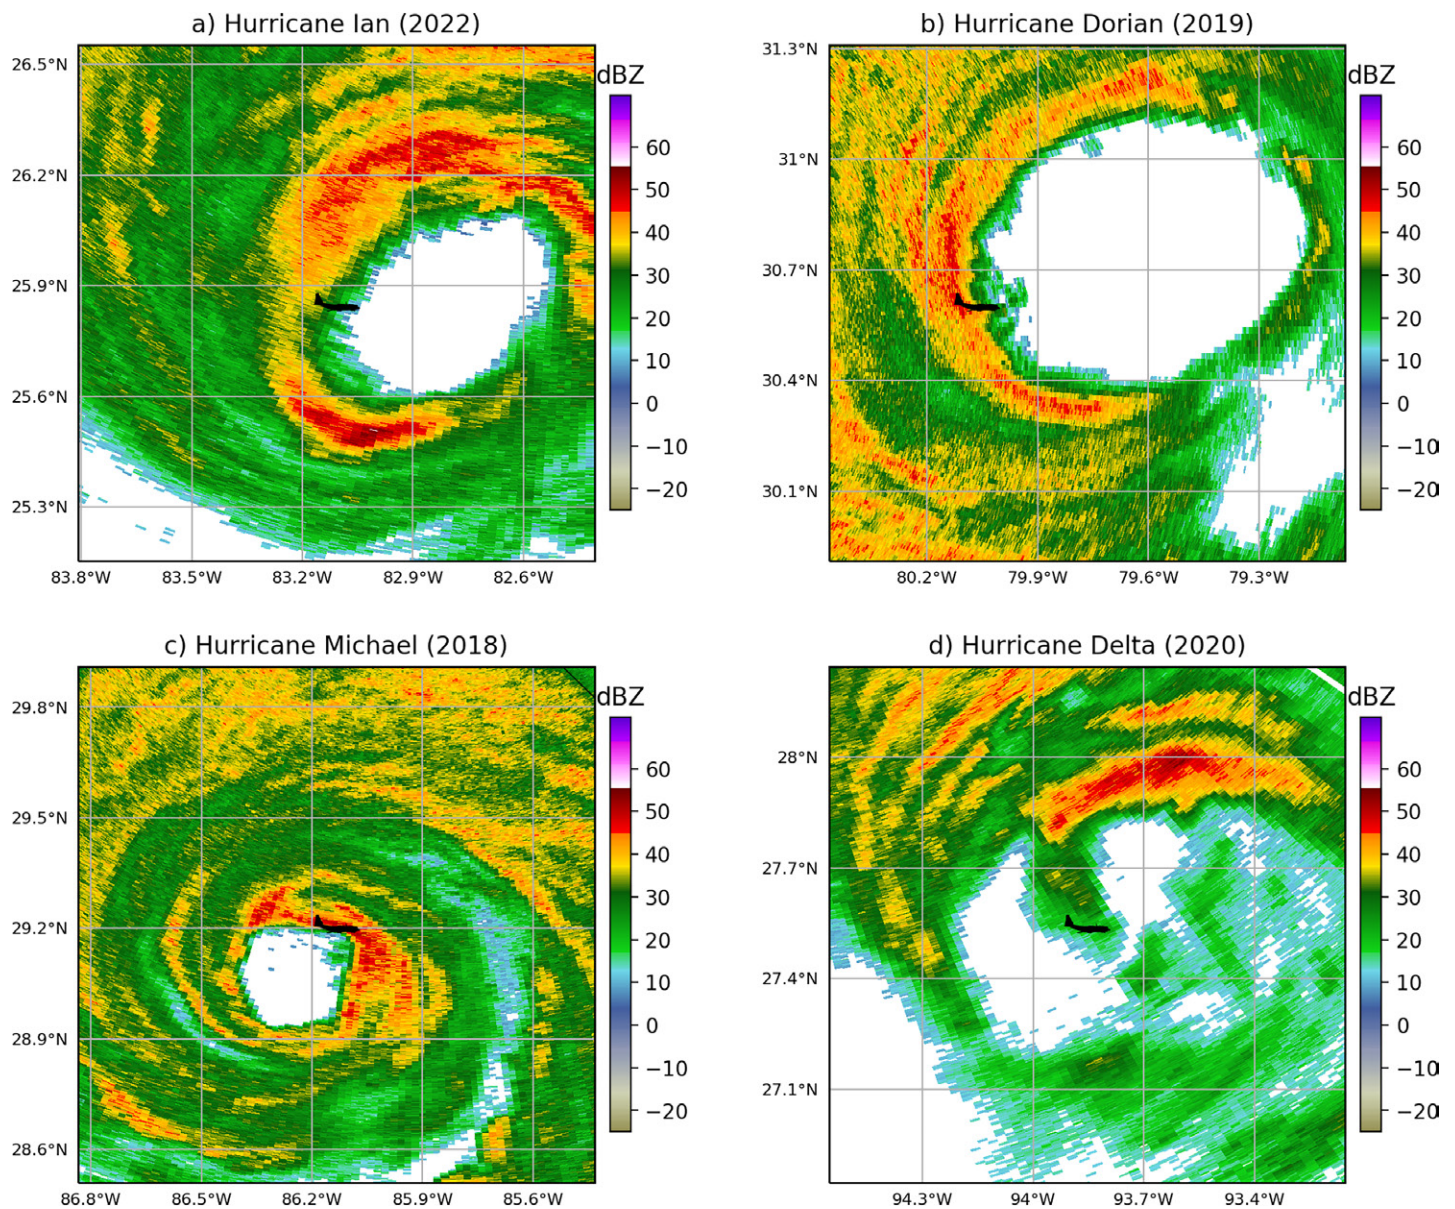 a) Hurricane Ian (2022)
26.5°N
26.2°N
25.9°N
25.6°N
25.3°N
83.8°W 83.5°W 83.2°W 82.9°W 82.6°W
dBZ
60
50
40
30
20
10
0
−10
−20
b) Hurricane Dorian (2019)
31.3°N
31°N
30.7°N
30.4°N
30.1°N
80.2°W 79.9°W 79.6°W 79.3°W
dBZ
60
50
40
30
20
10
0
−10
−20
c) Hurricane Michael (2018)
29.8°N
29.5°N
29.2°N
28.9°N
28.6°N
86.8°W 86.5°W 86.2°W 85.9°W 85.6°W
dBZ
60
50
40
30
20
10
0
−10
−20
d) Hurricane Delta (2020)
28°N
27.7°N
27.4°N
27.1°N
94.3°W 94°W 93.7°W 93.4°W
dBZ
60
50
40
30
20
10
0
−10
−20